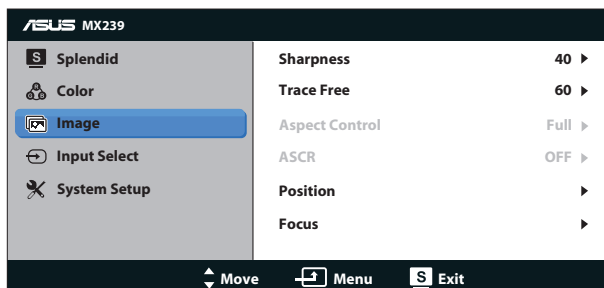 ASUS MX239
S Splendid
Color
Image
Input Select
System Setup
Sharpness 40
Trace Free 60
Aspect Control Full
ASCR OFF
Position
Focus
Move Menu S Exit